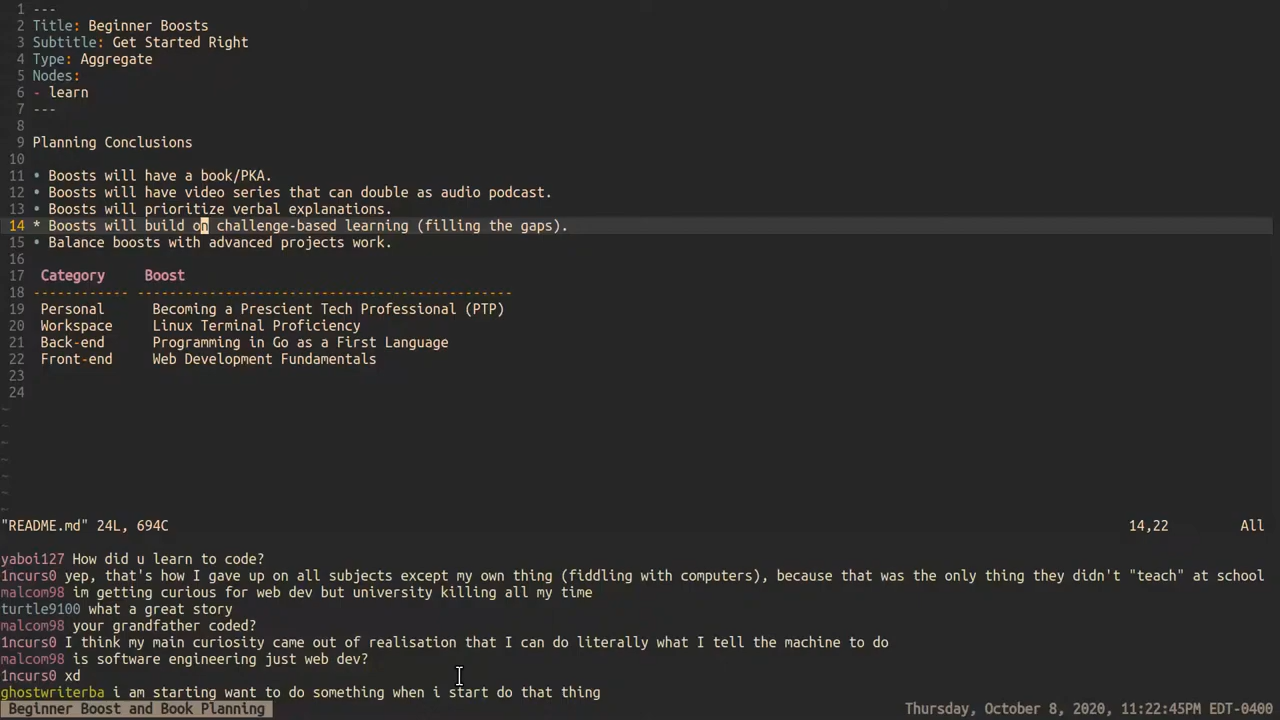 1 ---
2 Title: Beginner Boosts
3 Subtitle: Get Started Right
4 Type: Aggregate
5 Nodes:
6 - learn
7 ---
8
9 Planning Conclusions
10
11 • Boosts will have a book/PKA.
12 • Boosts will have video series that can double as audio podcast.
13 • Boosts will prioritize verbal explanations.
14 * Boosts will build on challenge-based learning (filling the gaps).
15 • Balance boosts with advanced projects work.
16
17 Category Boost
18 ----------- -----------------------------------------------
19 Personal Becoming a Prescient Tech Professional (PTP)
20 Workspace Linux Terminal Proficiency
21 Back-end Programming in Go as a First Language
22 Front-end Web Development Fundamentals
23
24
~
~
~
~
~
~
~
"README.md" 24L, 694C 14,22 All
yaboi127 How did u learn to code?
1ncurs0 yep, that's how I gave up on all subjects except my own thing (fiddling with computers), because that was the only thing they didn't "teach" at school
malcom98 im getting curious for web dev but university killing all my time
turtle9100 what a great story
malcom98 your grandfather coded?
1ncurs0 I think my main curiosity came out of realisation that I can do literally what I tell the machine to do
malcom98 is software engineering just web dev?
1ncurs0 xd
ghostwriterba i am starting want to do something when i start do that thing
Beginner Boost and Book Planning Thursday, October 8, 2020, 11:22:45PM EDT-0400